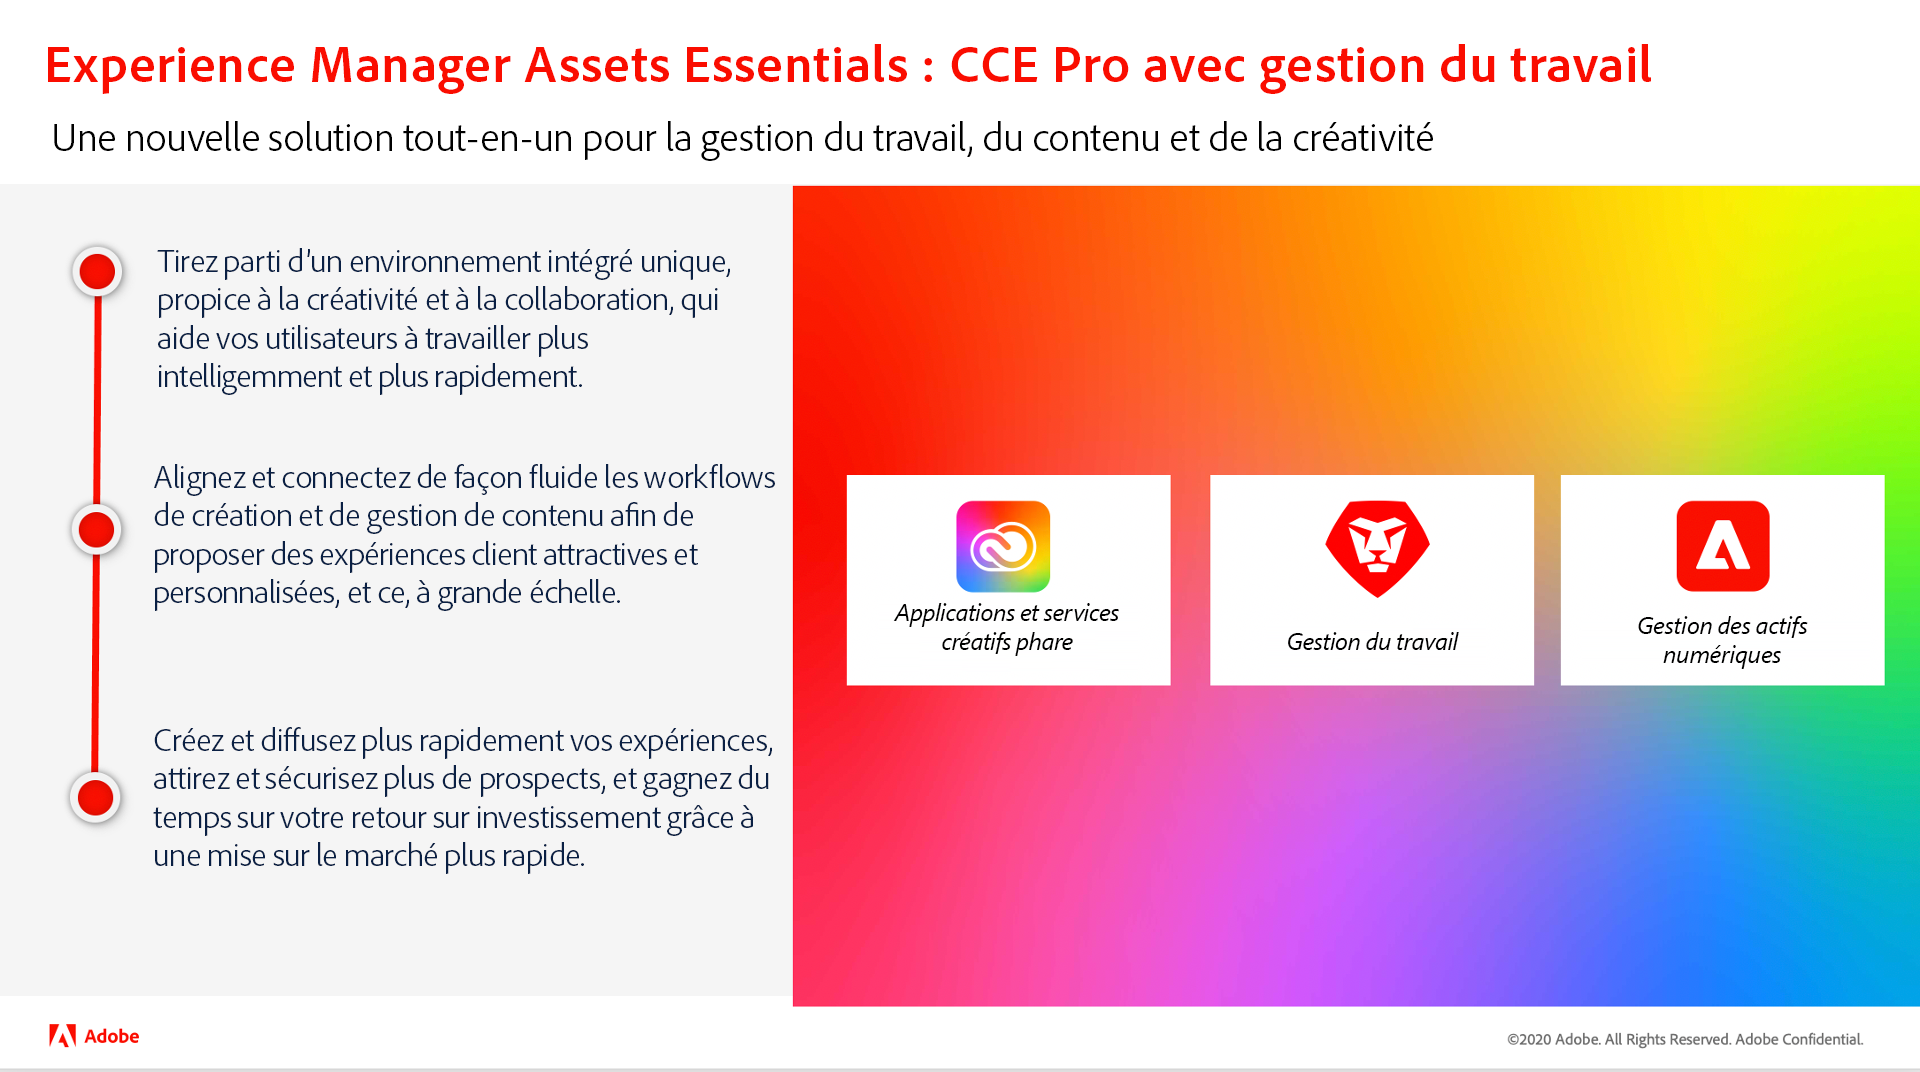 Experience Manager Assets Essentials : CCE Pro avec gestion du travail
Une nouvelle solution tout-en-un pour la gestion du travail, du contenu et de la créativité
Tirez parti d'un environnement intégré unique,
propice à la créativité et à la collaboration, qui
aide vos utilisateurs à travailler plus
intelligemment et plus rapidement.
Alignez et connectez de façon fluide les workflows
de création et de gestion de contenu afin de
proposer des expériences client attractives et
personnalisées, et ce, à grande échelle.
Créez et diffusez plus rapidement vos expériences,
attirez et sécurisez plus de prospects, et gagnez du
temps sur votre retour sur investissement grâce à
une mise sur le marché plus rapide.
Applications et services
créatifs phare
Gestion du travail
Gestion des actifs
numériques
Adobe
©2020 Adobe. All Rights Reserved. Adobe Confidential.